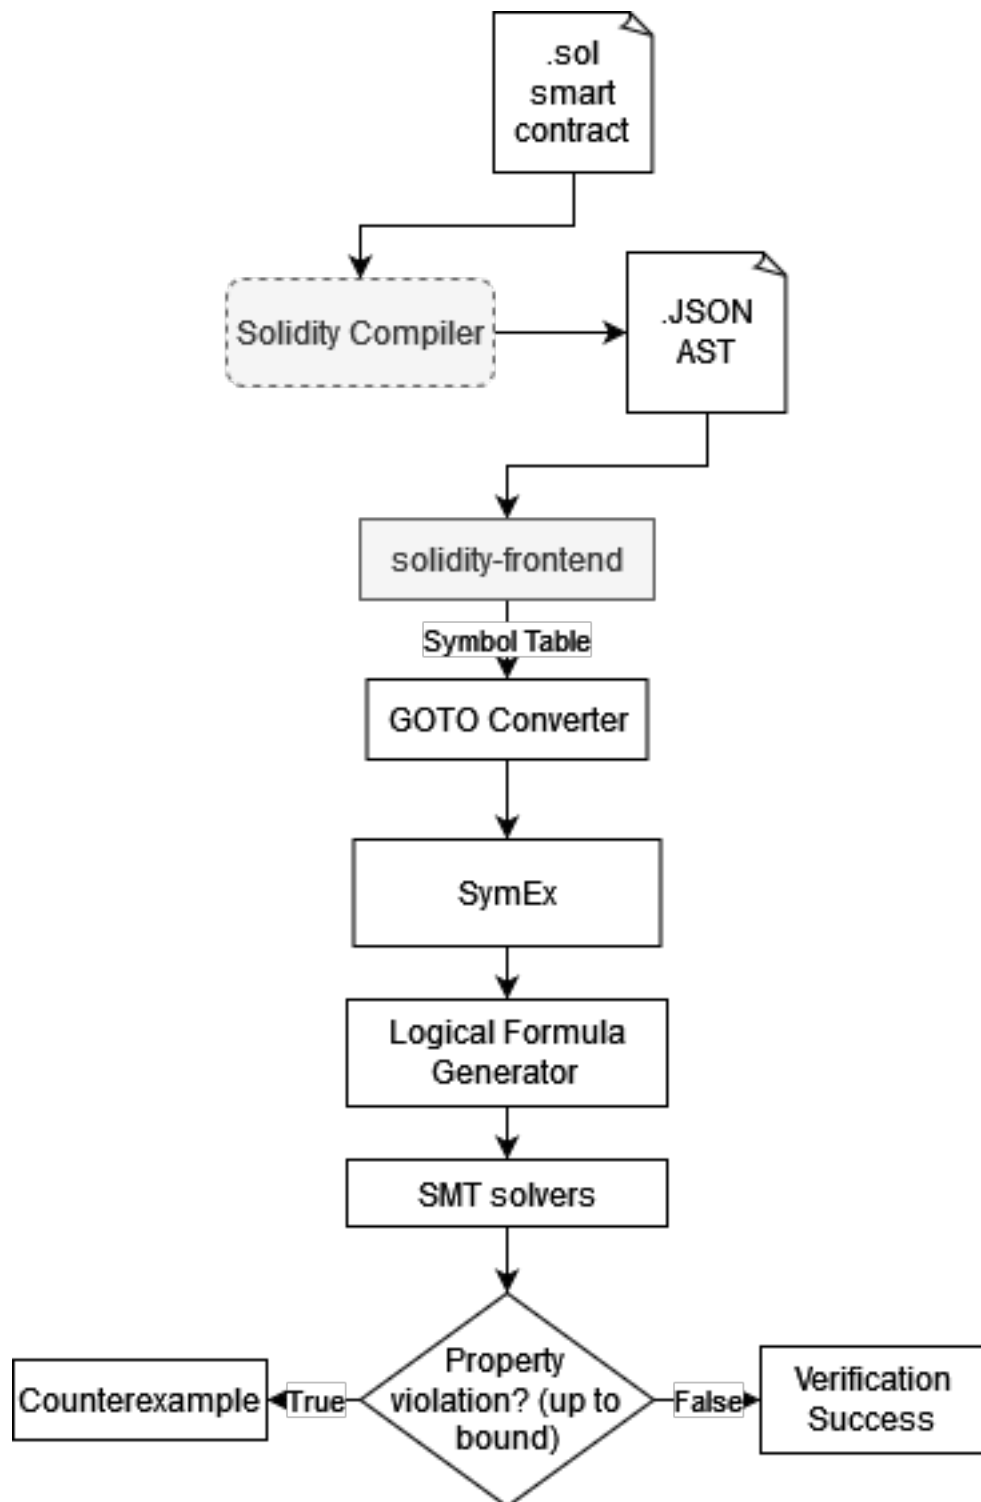 .sol
smart
contract
Solidity Compiler
.JSON
AST
solidity-frontend
Symbol Table
GOTO Converter
SymEx
Logical Formula
Generator
SMT solvers
Property
violation? (up to
bound)
Counterexample
True
False
Verification
Success